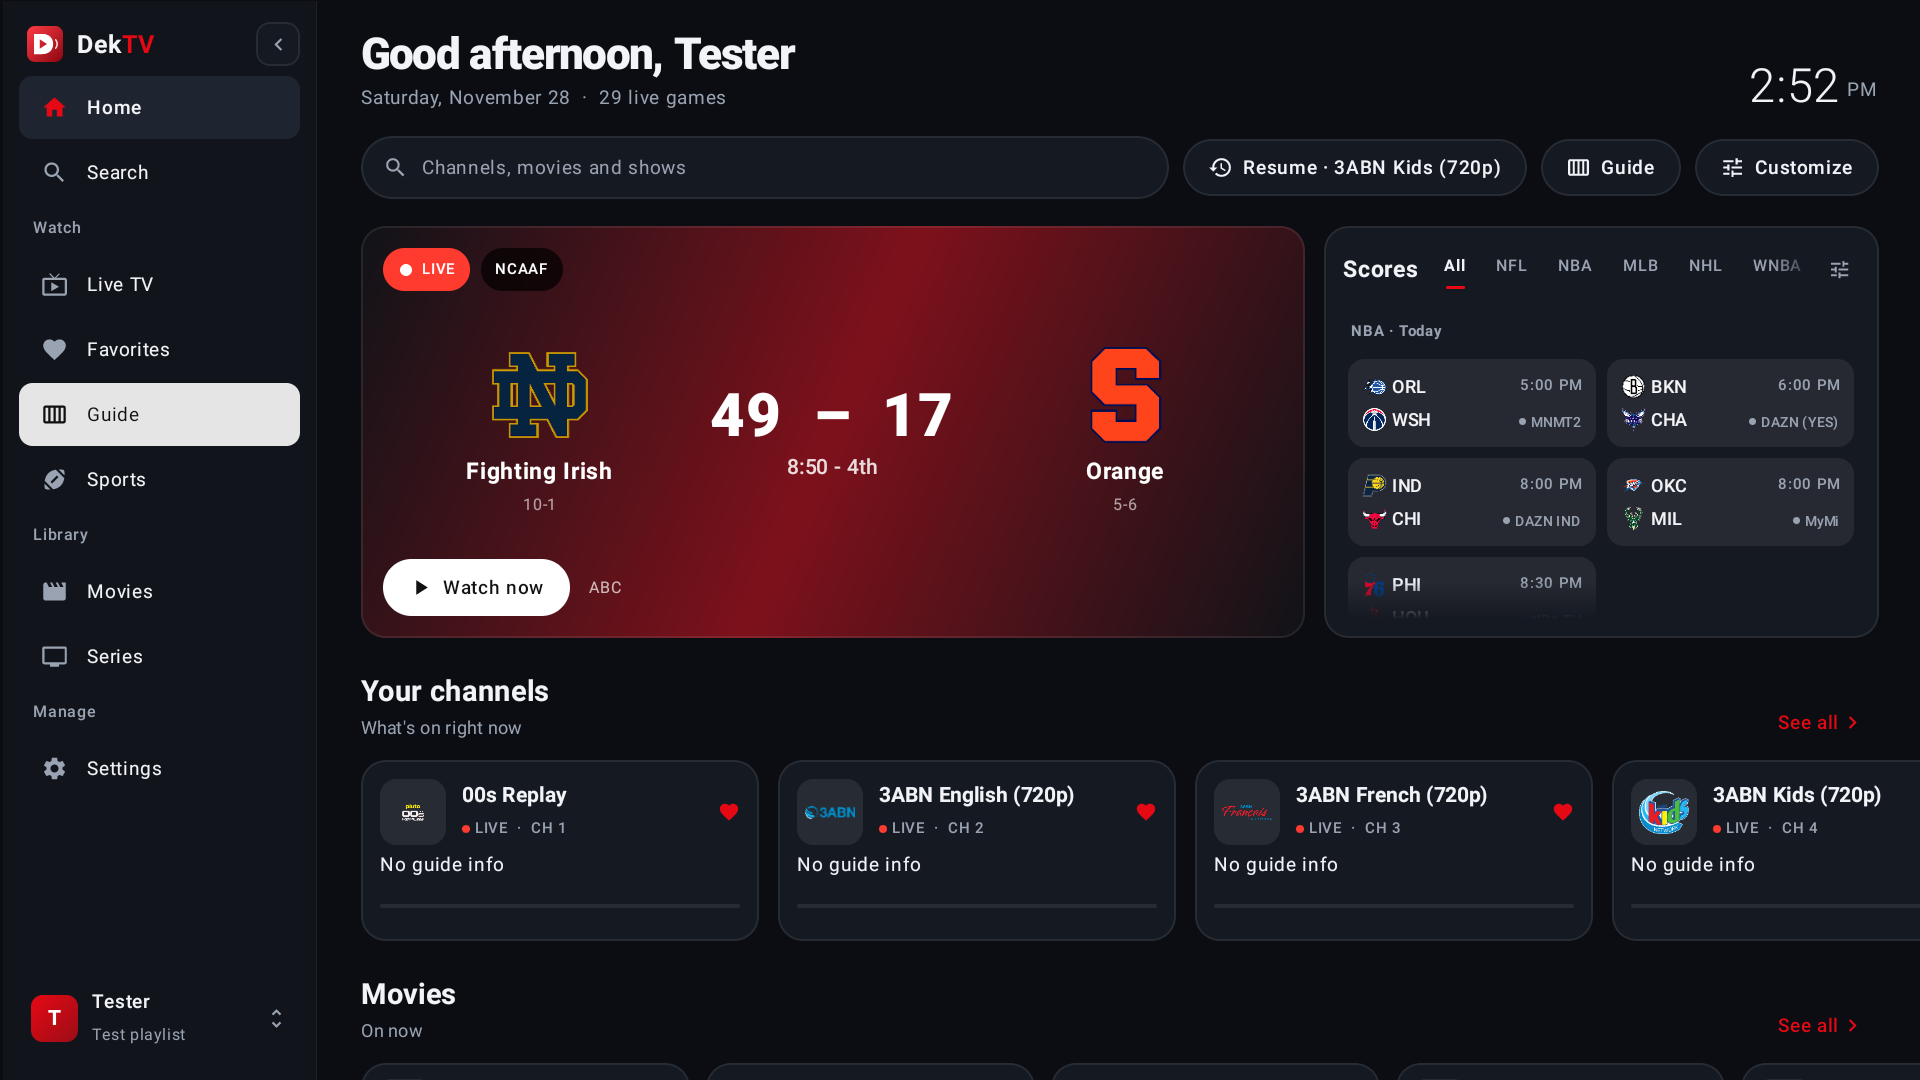 DekTV
Home
Search
Watch
Live TV
Favorites
Guide
Sports
Library
Movies
Series
Manage
Settings
T
Tester
Test playlist
Good afternoon, Tester
Saturday, November 28 · 29 live games
2:52 PM
Channels, movies and shows
Resume · 3ABN Kids (720p)
Guide
Customize
LIVE
NCAAF
49 – 17
8:50 - 4th
Fighting Irish
10-1
Orange
5-6
Watch now
ABC
Scores
All
NFL
NBA
MLB
NHL
WNBA
NBA · Today
ORL 5:00 PM
WSH MNMT2
BKN 6:00 PM
CHA DAZN (YES)
IND 8:00 PM
CHI DAZN IND
OKC 8:00 PM
MIL MyMi
PHI 8:30 PM
HOU
Your channels
What's on right now
See all
00s Replay
LIVE · CH 1
No guide info
3ABN
3ABN English (720p)
LIVE · CH 2
No guide info
Français
3ABN French (720p)
LIVE · CH 3
No guide info
kids
3ABN Kids (720p)
LIVE · CH 4
No guide info
Movies
On now
See all